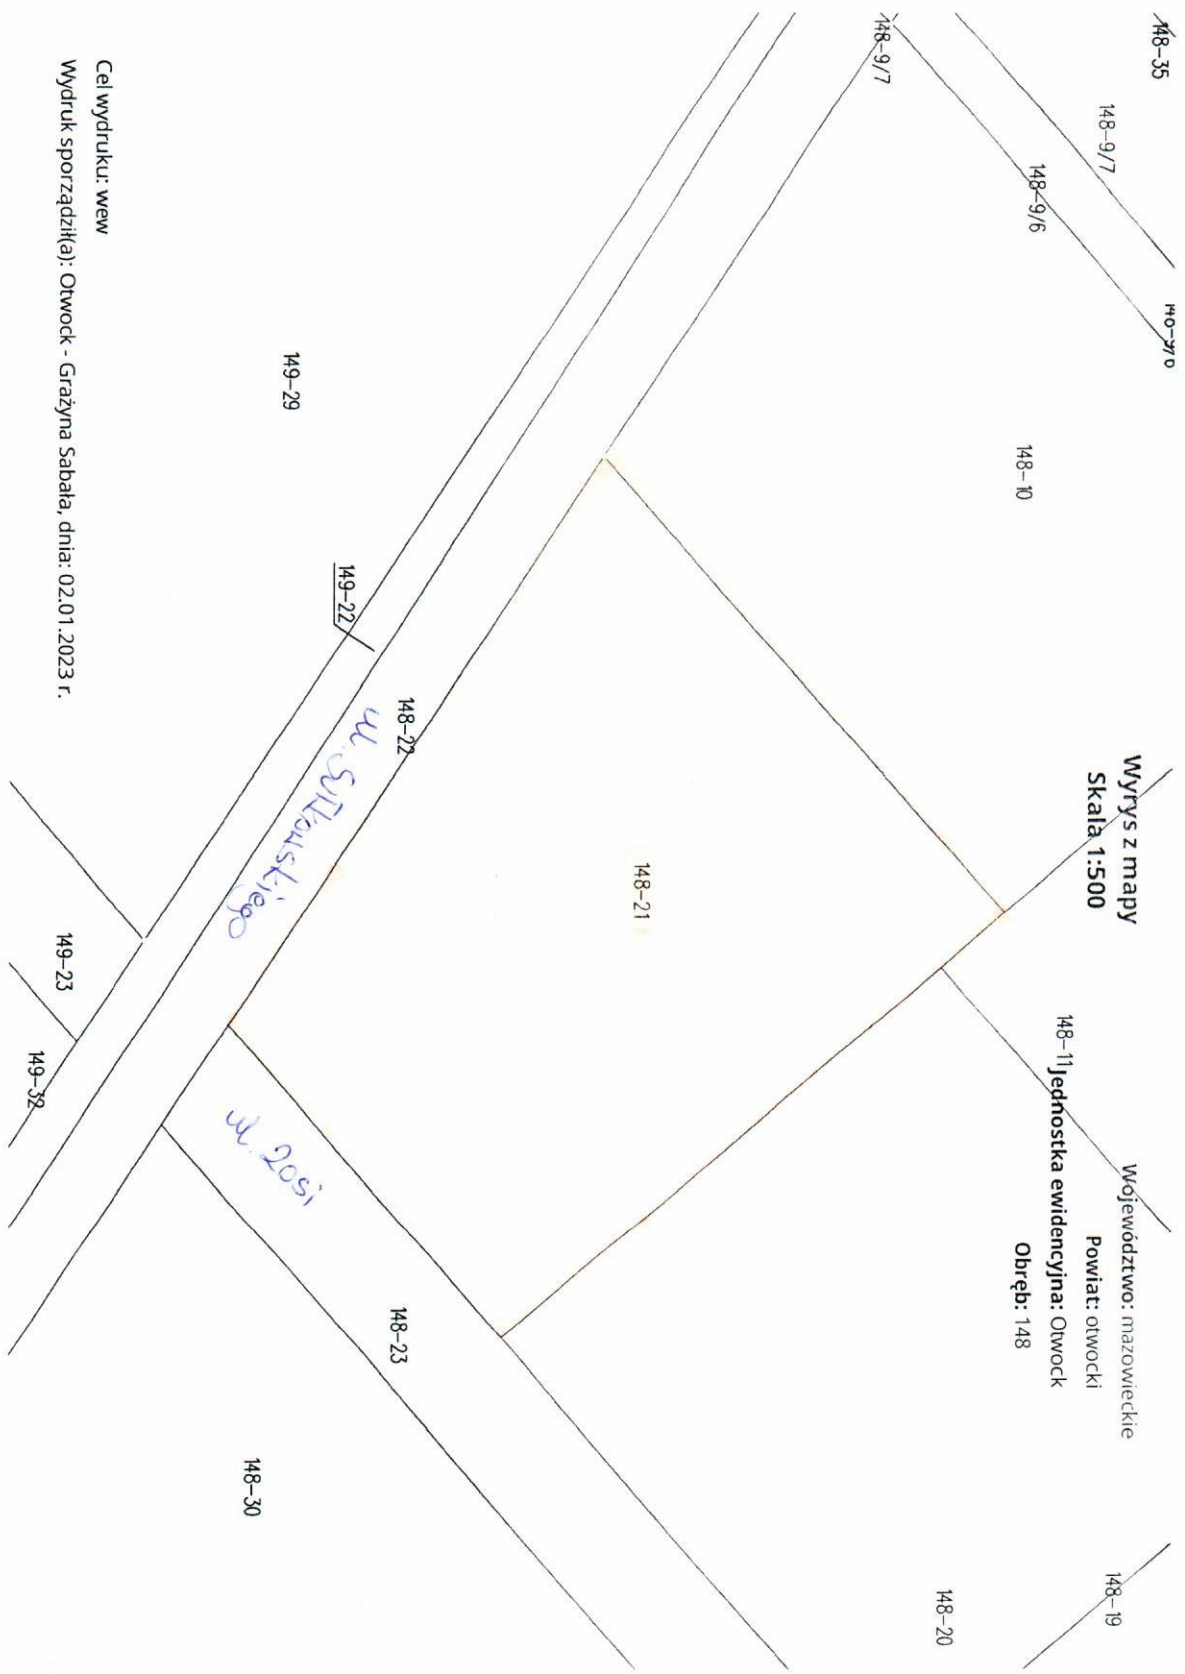 Wyrys z mapy
Skala 1:500
Województwo: mazowieckie
Powiat: otwocki
Jednostka ewidencyjna: Otwock
Obręb: 148
148-35
148-9/7
148-9/6
148-9/7
148-10
148-11
148-19
148-20
148-21
148-22
ul. Sułkowskiego
149-22
149-29
ul. Zosi
148-23
148-30
149-23
149-32
Cel wydruku: wew
Wydruk sporządził(a): Otwock - Grażyna Sabała, dnia: 02.01.2023 r.